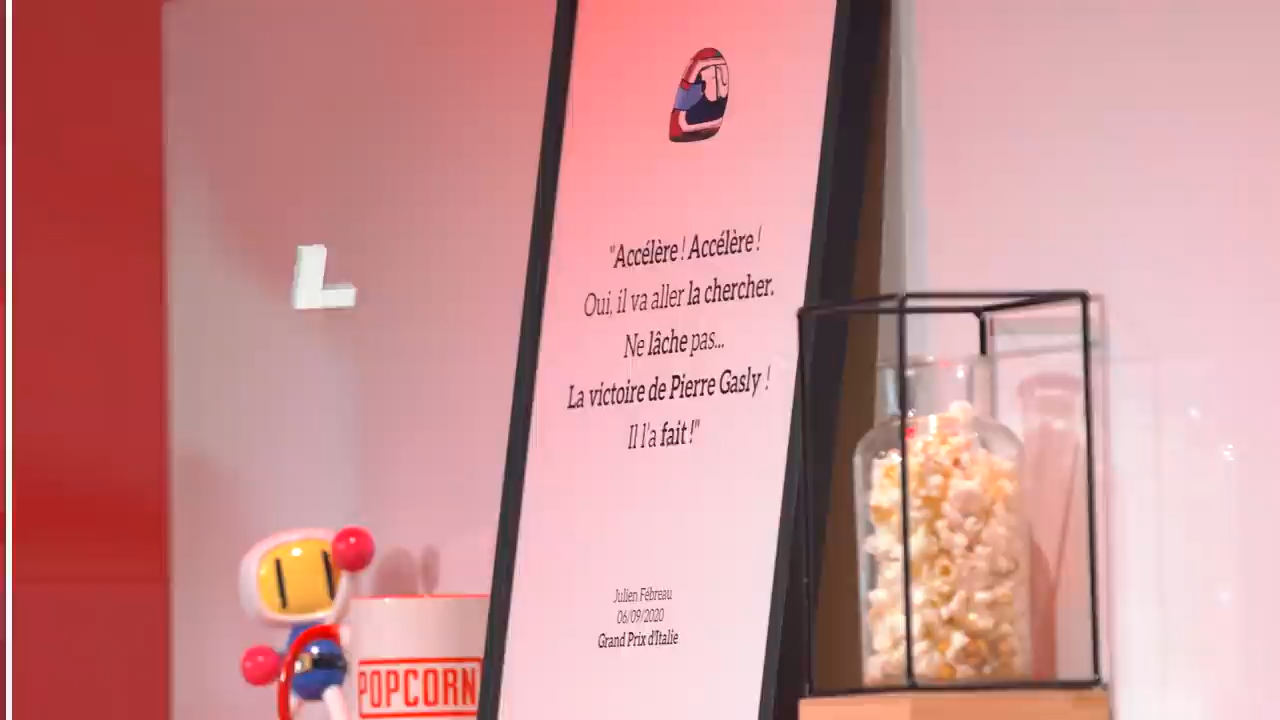 "Accélère ! Accélère !
Oui, il va aller la chercher.
Ne lâche pas...
La victoire de Pierre Gasly !
Il l'a fait !"
Julien Fébreau
06/09/2020
Grand Prix d'Italie
POPCORN